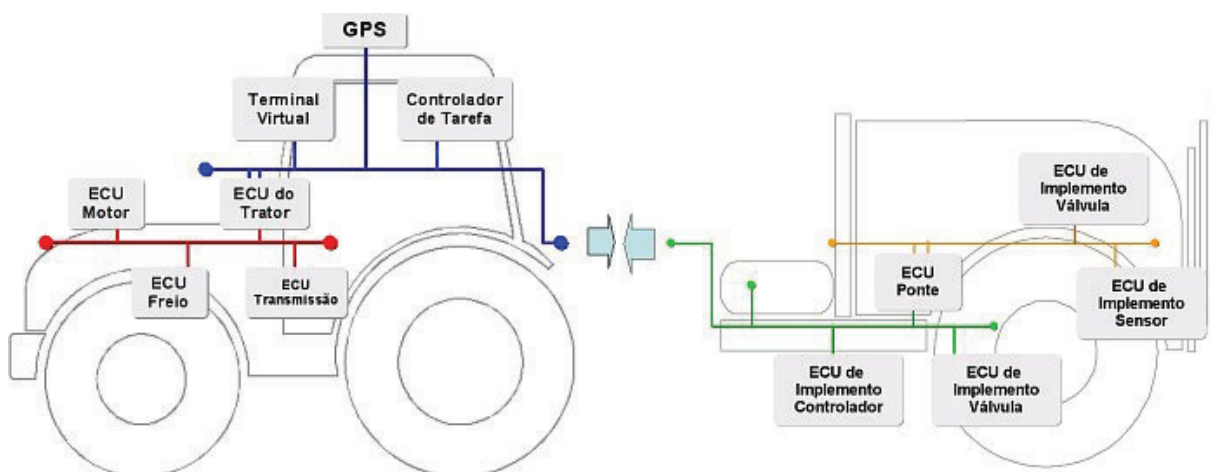 GPS
Terminal
Virtual
Controlador
de Tarefa
ECU
Motor
ECU do
Trator
ECU
Freio
ECU
Transmissão
ECU de
Implemento
Válvula
ECU
Ponte
ECU de
Implemento
Sensor
ECU de
Implemento
Controlador
ECU de
Implemento
Válvula